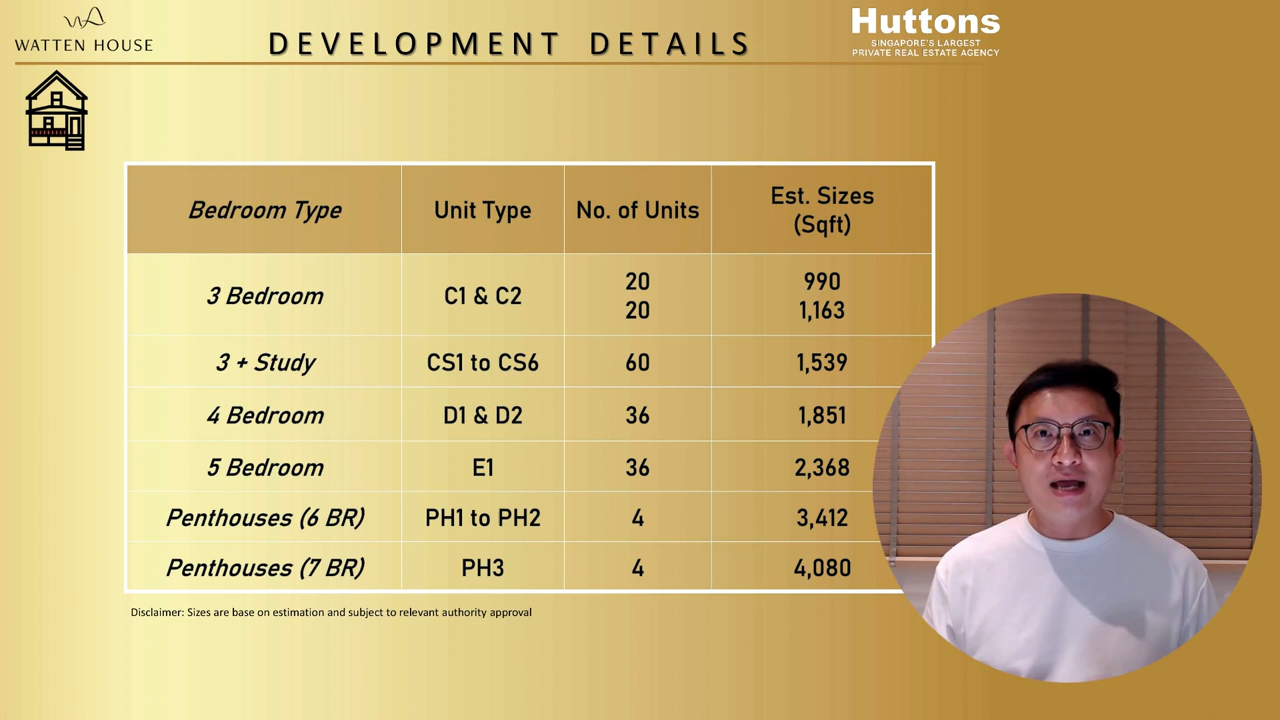 WATTEN HOUSE
DEVELOPMENT DETAILS
Huttons
SINGAPORE'S LARGEST
PRIVATE REAL ESTATE AGENCY
Bedroom Type Unit Type No. of Units Est. Sizes (Sqft)
3 Bedroom C1 & C2 20 990
20 1,163
3 + Study CS1 to CS6 60 1,539
4 Bedroom D1 & D2 36 1,851
5 Bedroom E1 36 2,368
Penthouses (6 BR) PH1 to PH2 4 3,412
Penthouses (7 BR) PH3 4 4,080
Disclaimer: Sizes are base on estimation and subject to relevant authority approval